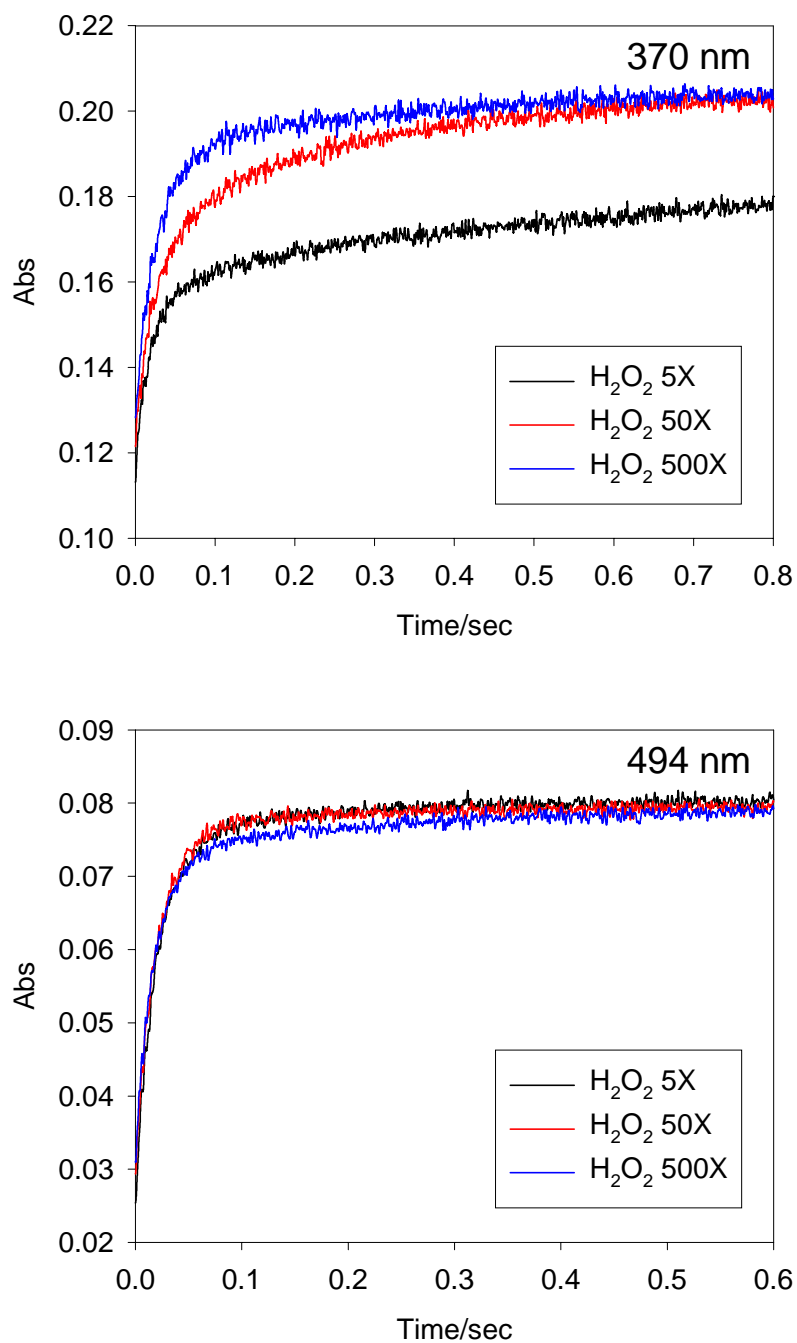 0.22
370 nm
0.20
0.18
Abs
0.16
0.14
0.12
0.10
H₂O₂ 5X
H₂O₂ 50X
H₂O₂ 500X
0.0 0.1 0.2 0.3 0.4 0.5 0.6 0.7 0.8
Time/sec
0.09
494 nm
0.08
0.07
0.06
Abs
0.05
0.04
0.03
0.02
H₂O₂ 5X
H₂O₂ 50X
H₂O₂ 500X
0.0 0.1 0.2 0.3 0.4 0.5 0.6
Time/sec